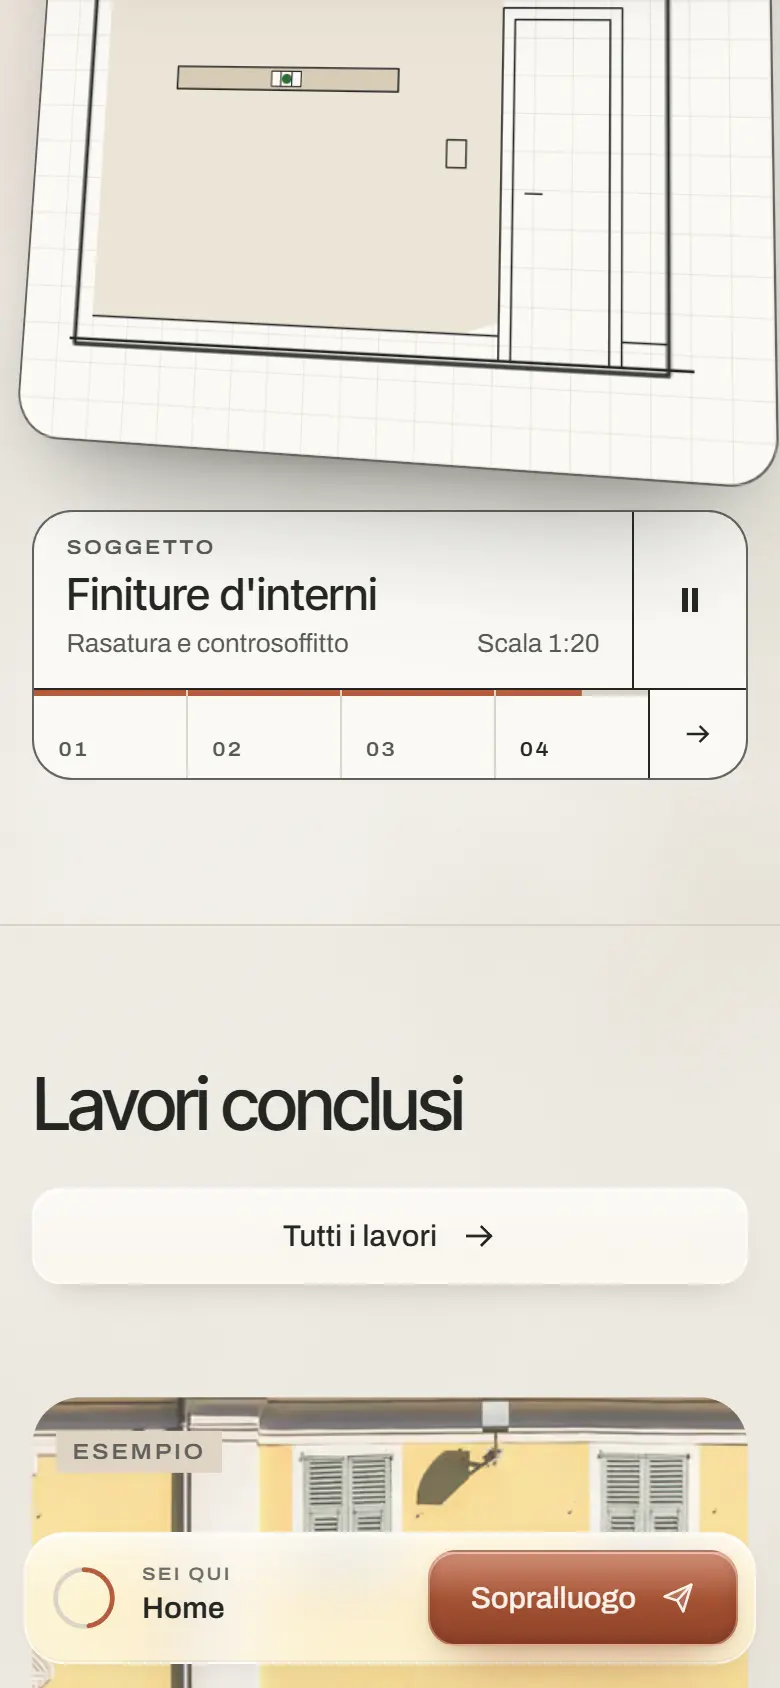 SOGGETTO
Finiture d'interni
Rasatura e controsoffitto Scala 1:20
01 02 03 04
Lavori conclusi
Tutti i lavori
ESEMPIO
SEI QUI
Home
Sopralluogo